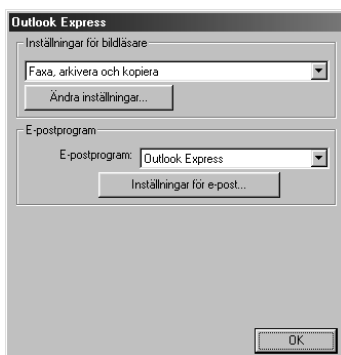 Outlook Express
Inställningar för bildläsare
Faxa, arkivera och kopiera
Ändra inställningar...
E-postprogram
E-postprogram: Outlook Express
Inställningar för e-post...
OK